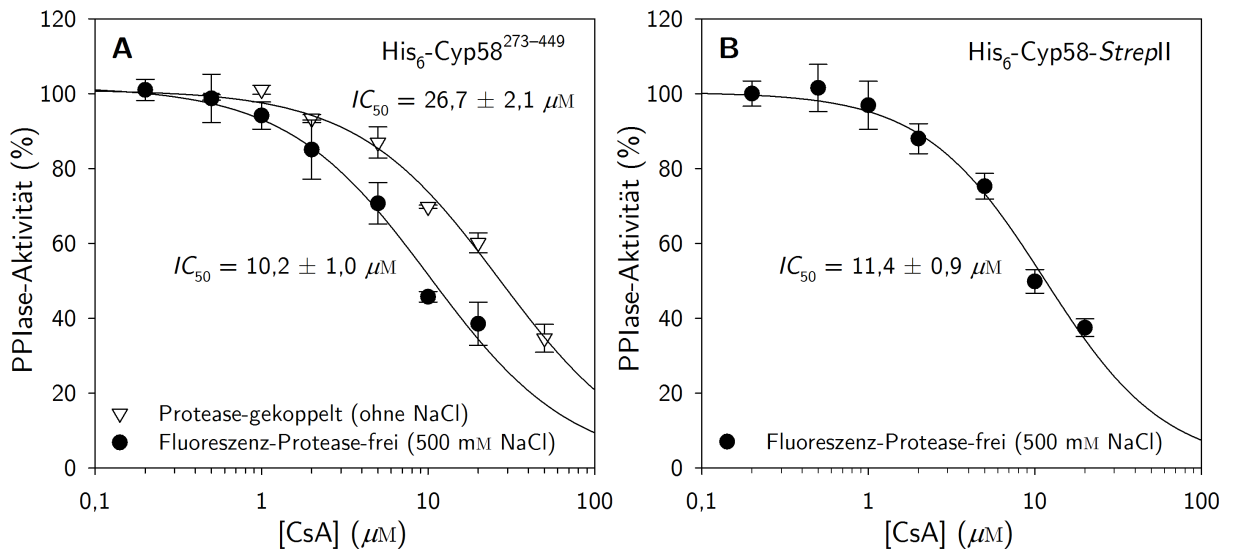 A
His6-Cyp58273–449
IC50 = 26,7 ± 2,1 μM
IC50 = 10,2 ± 1,0 μM
Protease-gekoppelt (ohne NaCl)
Fluoreszenz-Protease-frei (500 mM NaCl)
PPIase-Aktivität (%)
120
100
80
60
40
20
0
0,1 1 10 100
[CsA] (μM)
B
His6-Cyp58-StrepII
IC50 = 11,4 ± 0,9 μM
Fluoreszenz-Protease-frei (500 mM NaCl)
PPIase-Aktivität (%)
120
100
80
60
40
20
0
0,1 1 10 100
[CsA] (μM)